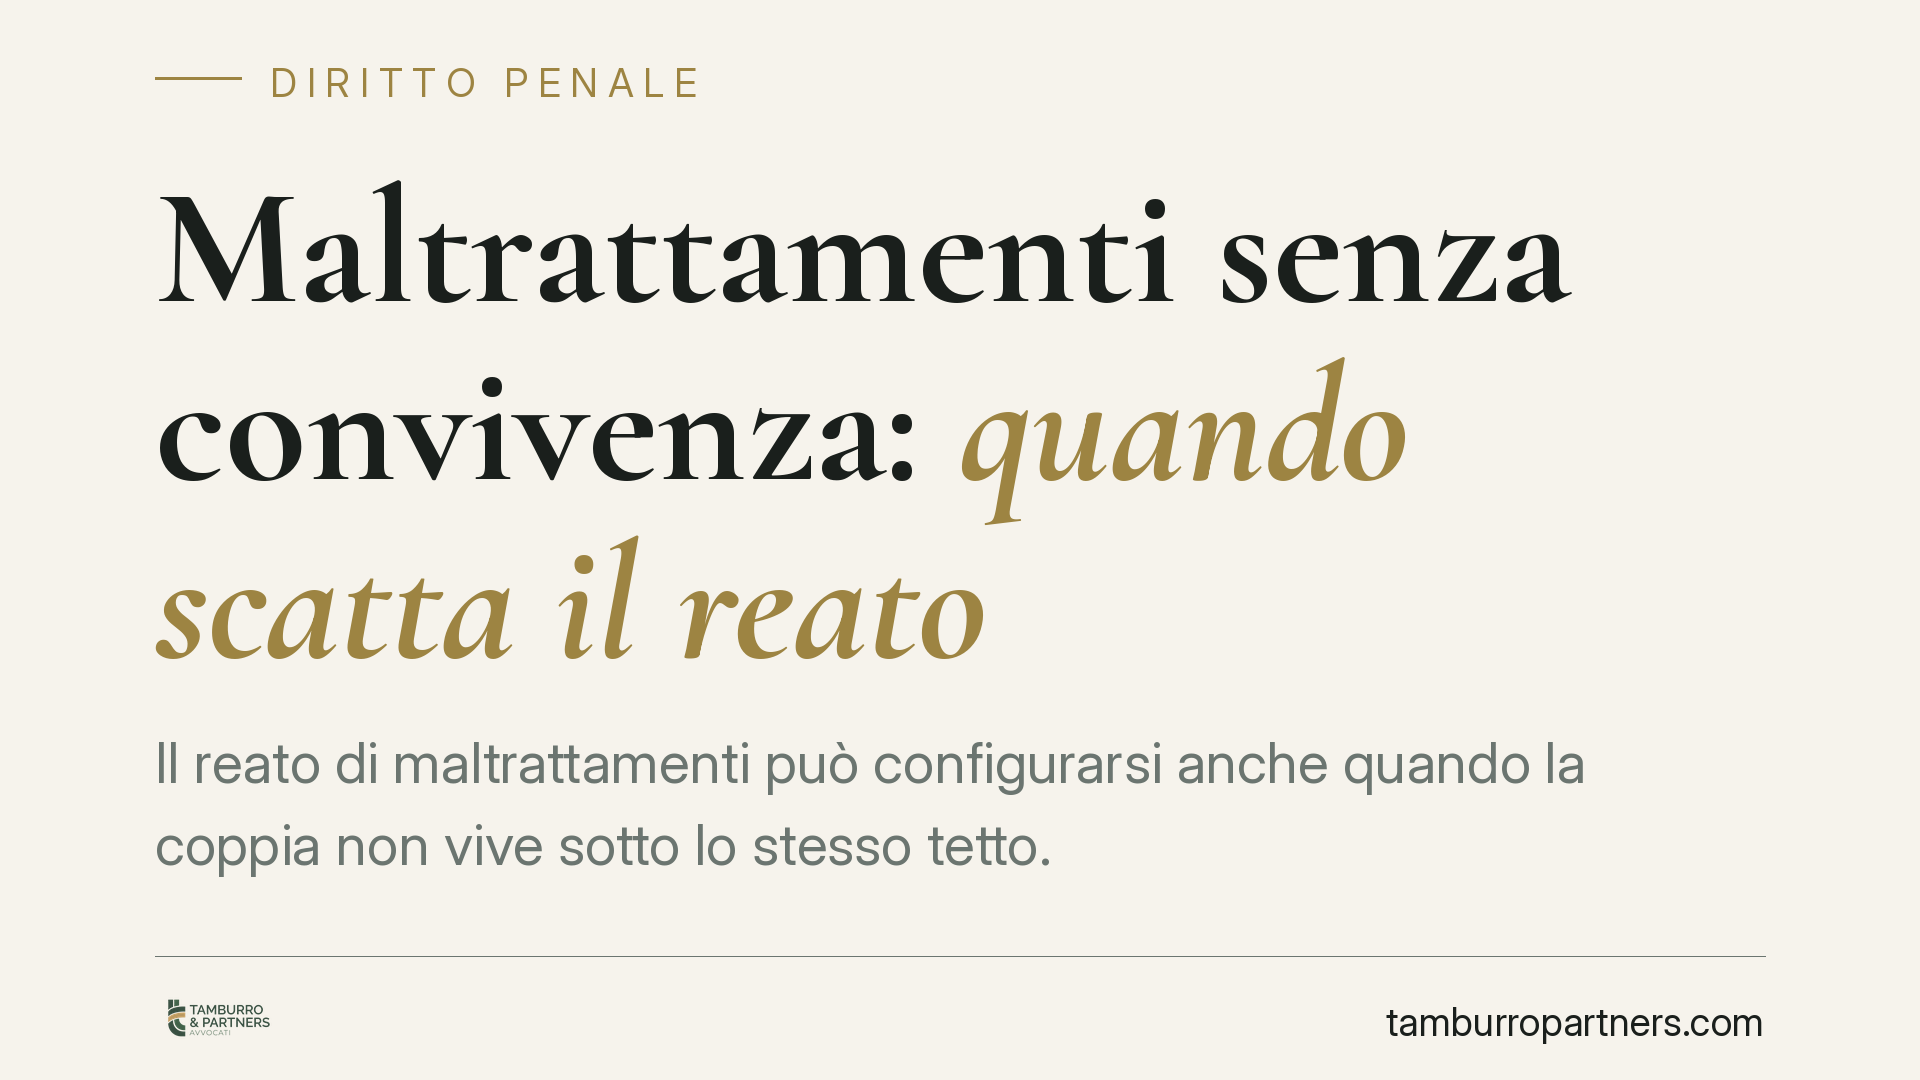 DIRITTO PENALE
Maltrattamenti senza
convivenza: quando
scatta il reato
Il reato di maltrattamenti può configurarsi anche quando la
coppia non vive sotto lo stesso tetto.
TAMBURRO
& PARTNERS
AVVOCATI
tamburropartners.com